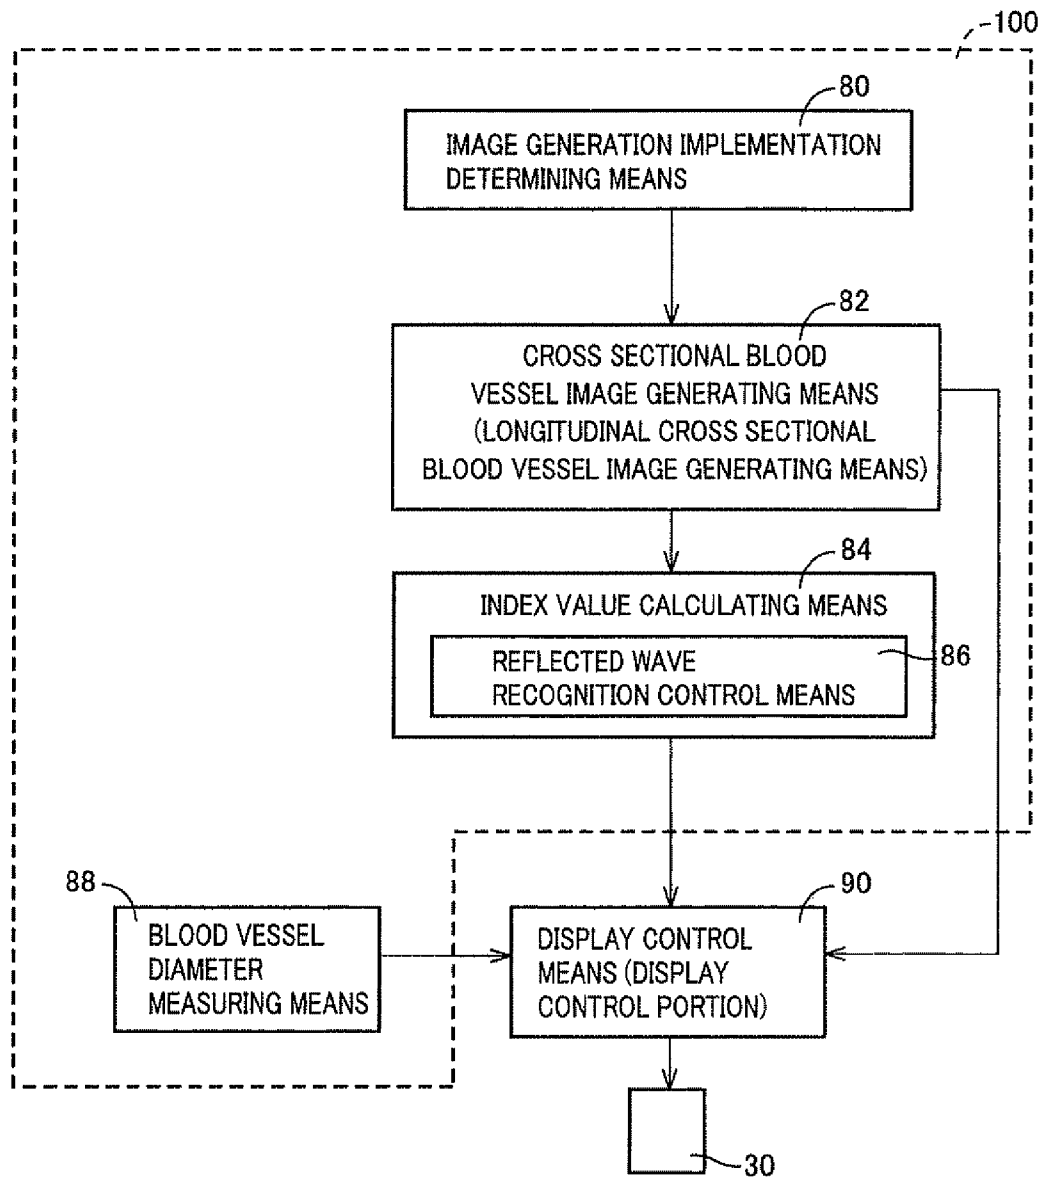 100
80
IMAGE GENERATION IMPLEMENTATION
DETERMINING MEANS
82
CROSS SECTIONAL BLOOD
VESSEL IMAGE GENERATING MEANS
(LONGITUDINAL CROSS SECTIONAL
BLOOD VESSEL IMAGE GENERATING MEANS)
84
INDEX VALUE CALCULATING MEANS
86
REFLECTED WAVE
RECOGNITION CONTROL MEANS
88
BLOOD VESSEL
DIAMETER
MEASURING MEANS
90
DISPLAY CONTROL
MEANS (DISPLAY
CONTROL PORTION)
30